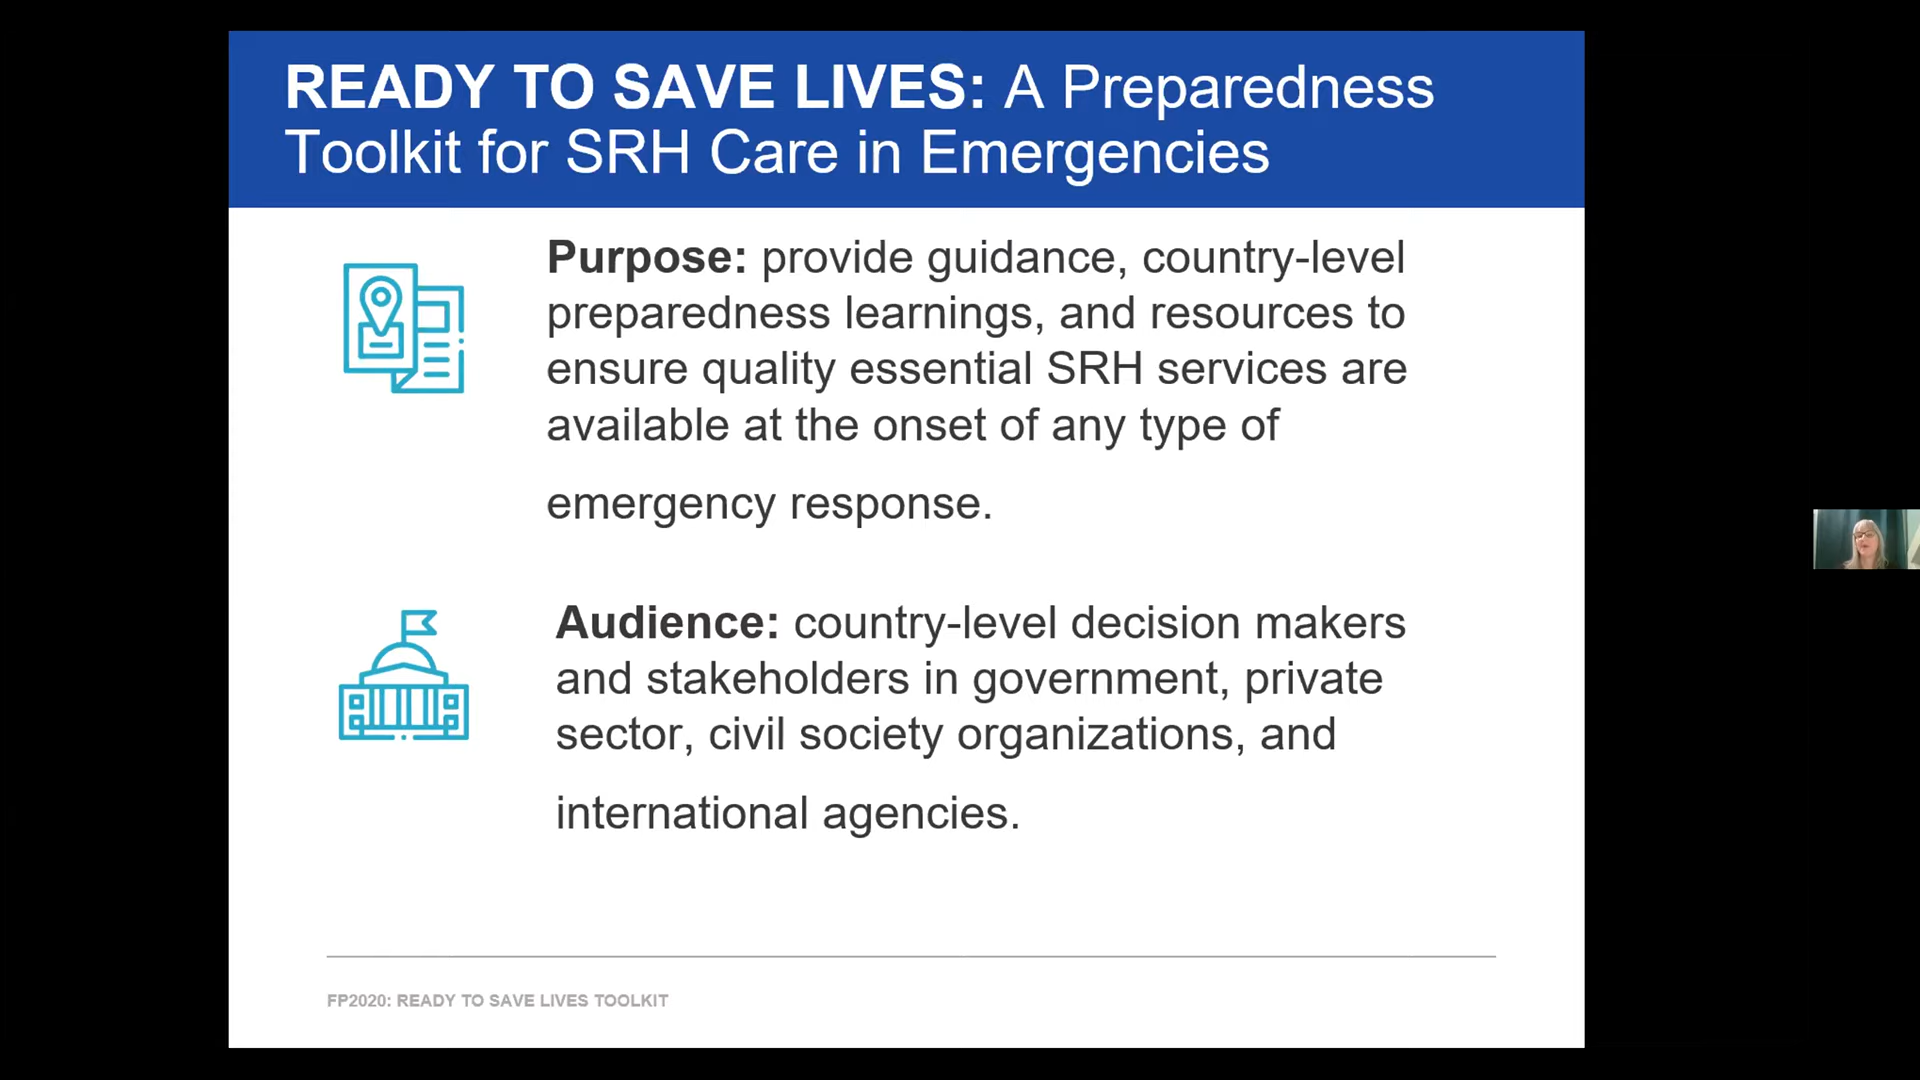 READY TO SAVE LIVES: A Preparedness
Toolkit for SRH Care in Emergencies
Purpose: provide guidance, country-level
preparedness learnings, and resources to
ensure quality essential SRH services are
available at the onset of any type of
emergency response.
Audience: country-level decision makers
and stakeholders in government, private
sector, civil society organizations, and
international agencies.
FP2020: READY TO SAVE LIVES TOOLKIT